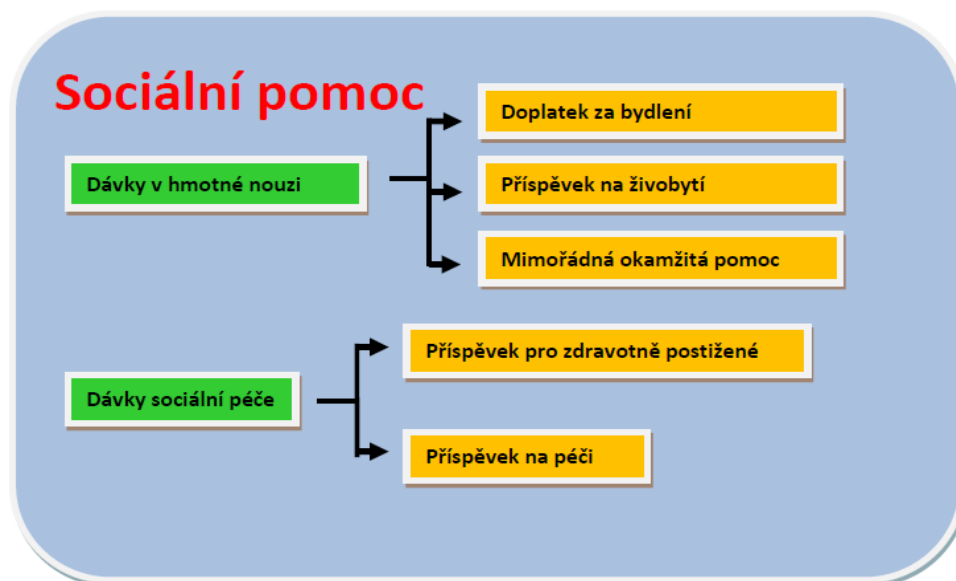 Sociální pomoc
Doplatek za bydlení
Dávky v hmotné nouzi
Příspěvek na živobytí
Mimořádná okamžitá pomoc
Příspěvek pro zdravotně postižené
Dávky sociální péče
Příspěvek na péči